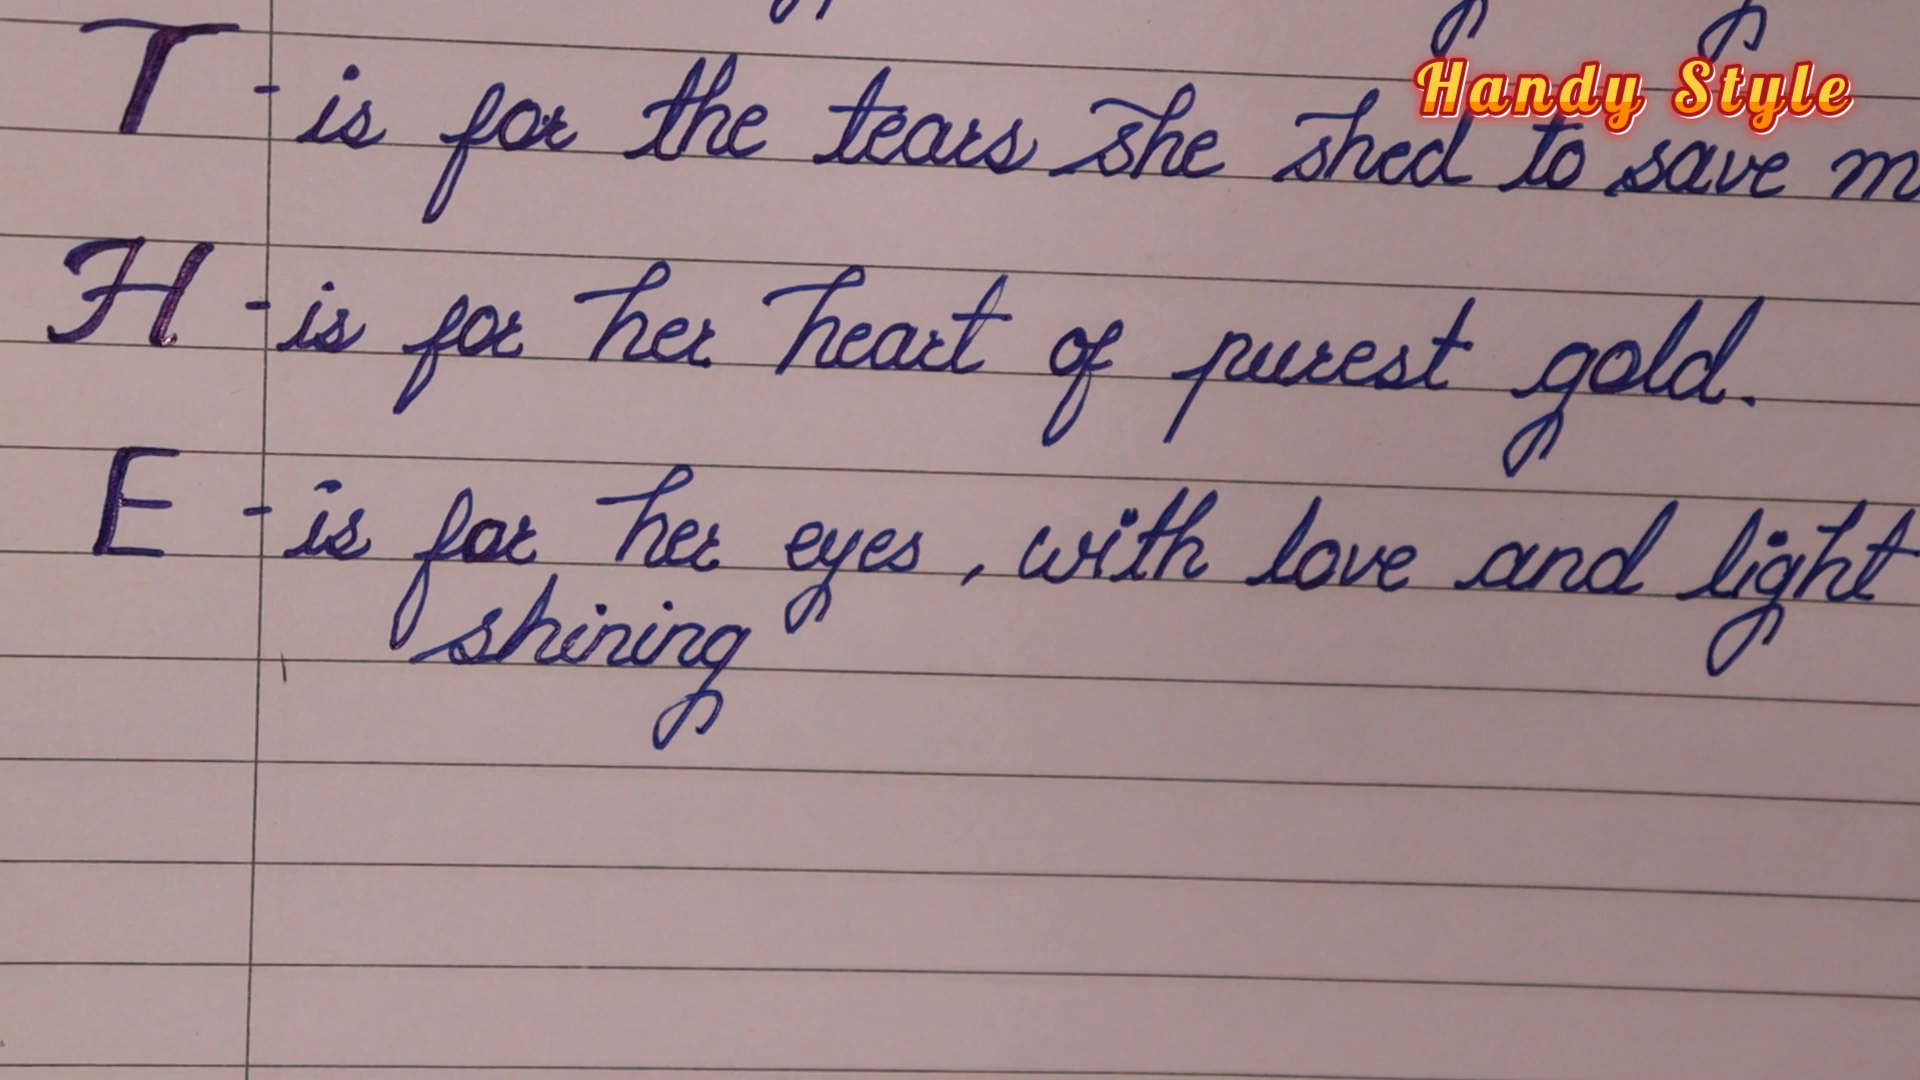 Handy Style
T - is for the tears she shed to save
H - is for her heart of purest gold.
E - is for her eyes, with love and light
shining